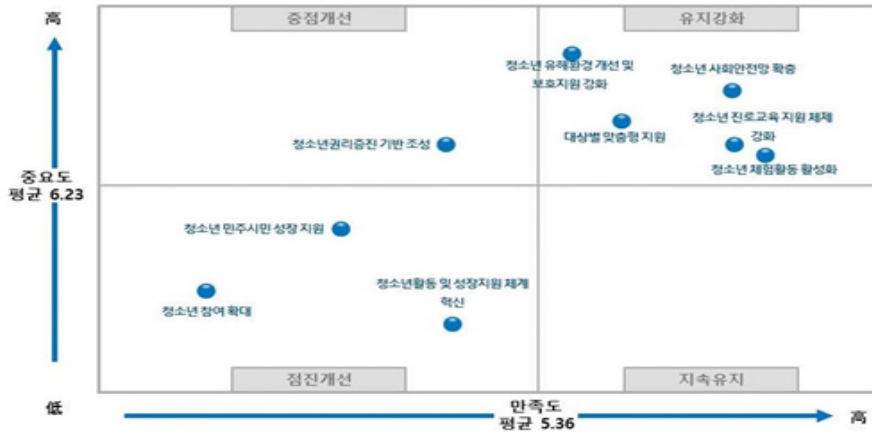 高
중점개선
유지강화
청소년 유해환경 개선 및
보호지원 강화
청소년 사회안전망 확충
대상별 맞춤형 지원
청소년 진로교육 지원 체제
강화
청소년 체험활동 활성화
청소년권리증진 기반 조성
중요도
평균 6.23
청소년 민주시민 성장 지원
청소년 참여 확대
청소년활동 및 성장지원 체계
혁신
점진개선
지속유지
低
만족도
평균 5.36
高